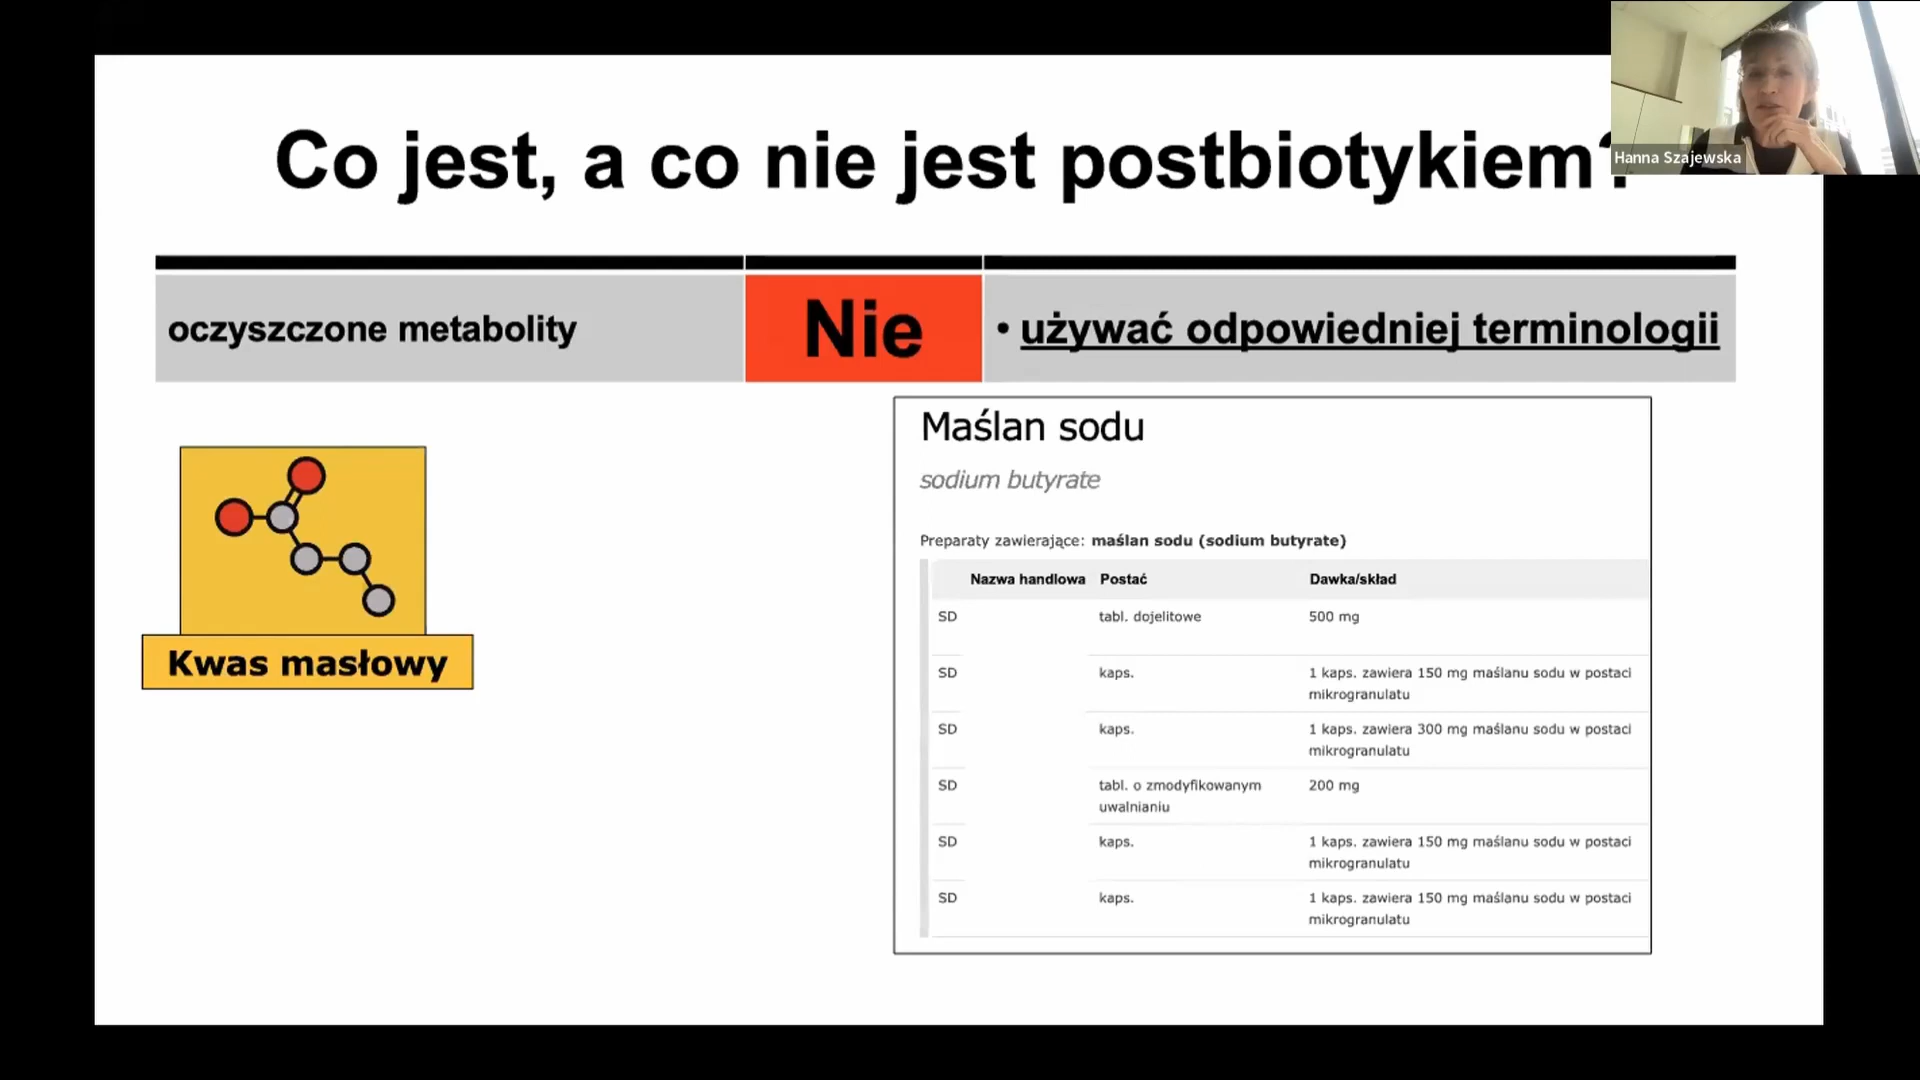 Co jest, a co nie jest postbiotykiem?
Hanna Szajewska
oczyszczone metabolity
Nie
• używać odpowiedniej terminologii
Kwas masłowy
Maślan sodu
sodium butyrate
Preparaty zawierające: maślan sodu (sodium butyrate)
Nazwa handlowa Postać Dawka/skład
SD tabl. dojelitowe 500 mg
SD kaps. 1 kaps. zawiera 150 mg maślanu sodu w postaci
mikrogranulatu
SD kaps. 1 kaps. zawiera 300 mg maślanu sodu w postaci
mikrogranulatu
SD tabl. o zmodyfikowanym 200 mg
uwalnianiu
SD kaps. 1 kaps. zawiera 150 mg maślanu sodu w postaci
mikrogranulatu
SD kaps. 1 kaps. zawiera 150 mg maślanu sodu w postaci
mikrogranulatu